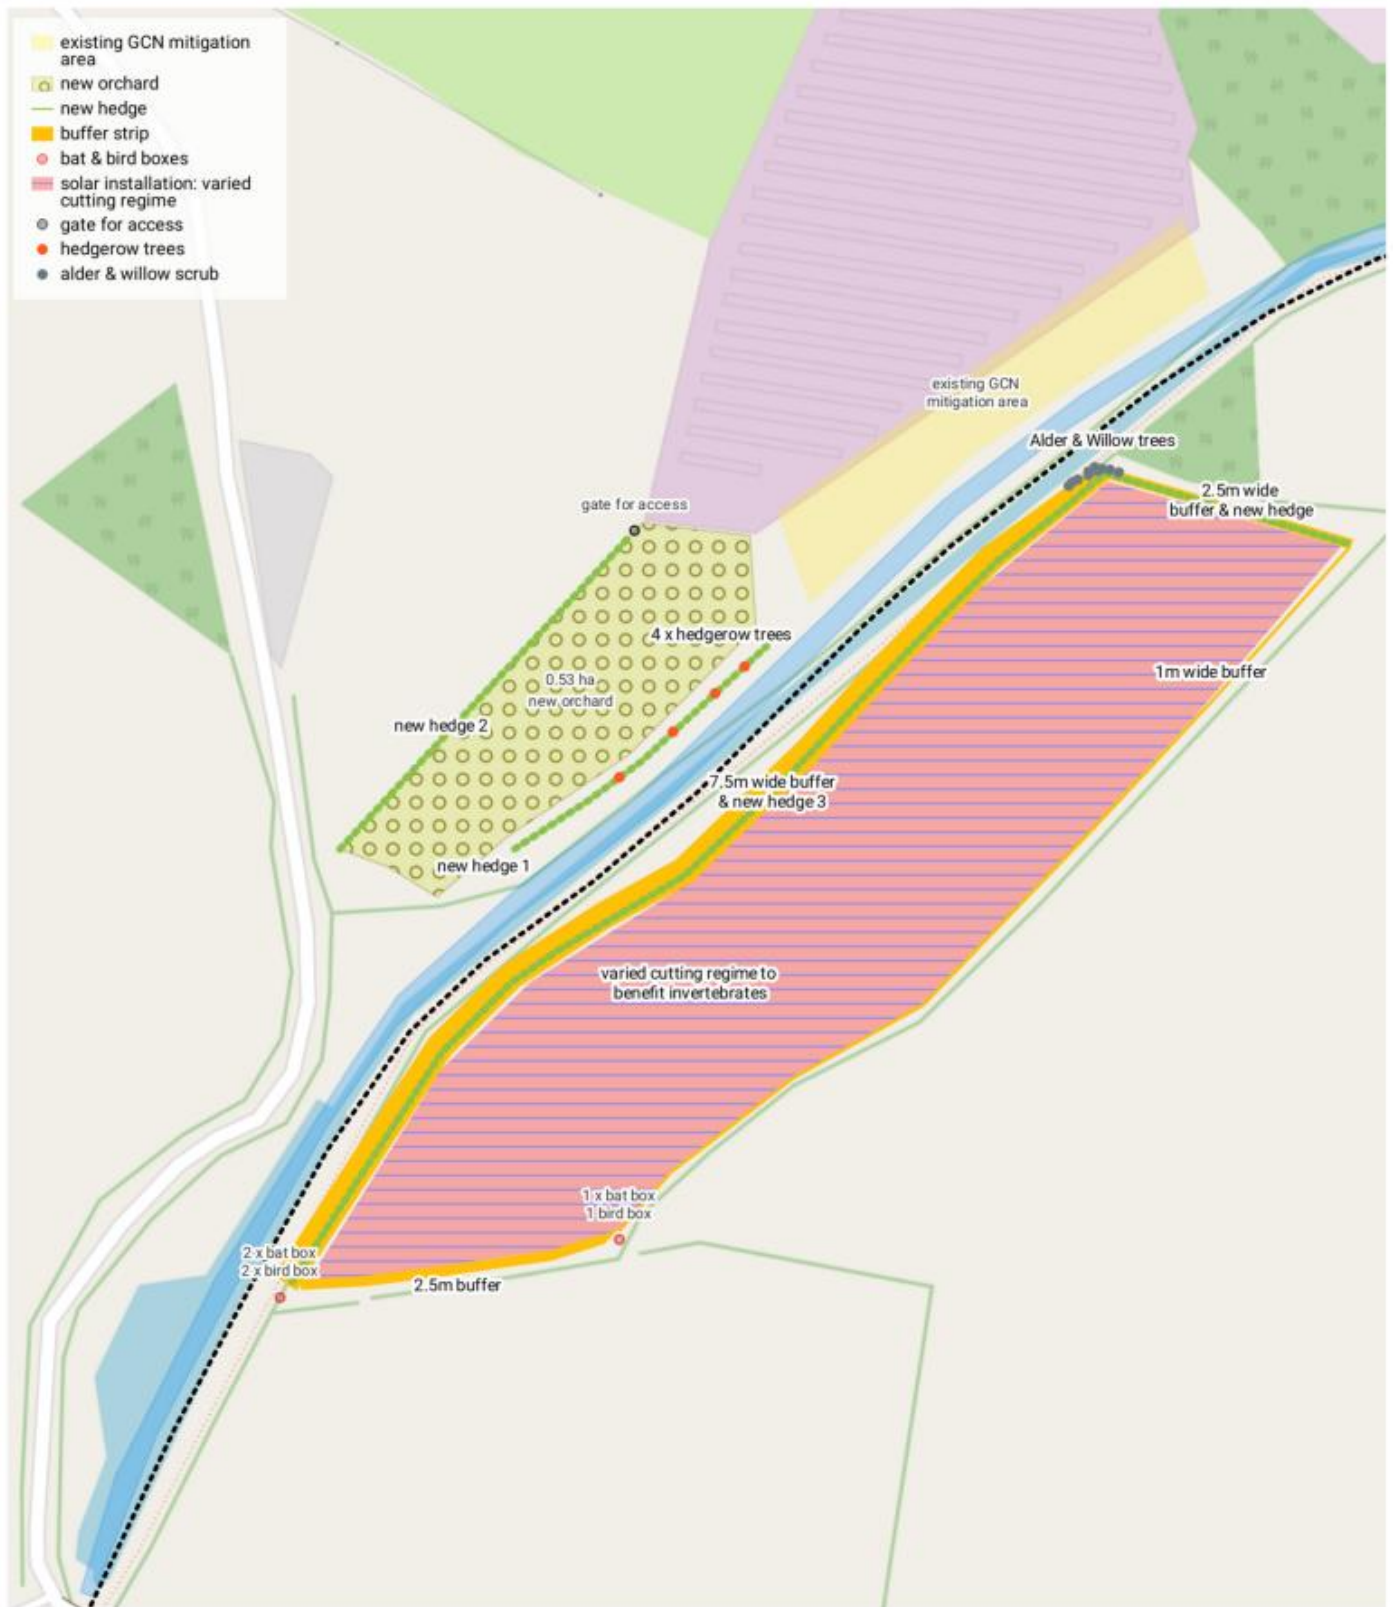 existing GCN mitigation
area
new orchard
new hedge
buffer strip
bat & bird boxes
solar installation: varied
cutting regime
gate for access
hedgerow trees
alder & willow scrub
existing GCN
mitigation area
Alder & Willow trees
2.5m wide
buffer & new hedge
gate for access
4 x hedgerow trees
1m wide buffer
0.53 ha
new orchard
new hedge 2
7.5m wide buffer
& new hedge 3
new hedge 1
varied cutting regime to
benefit invertebrates
1 x bat box
1 bird box
2 x bat box
2 x bird box
2.5m buffer